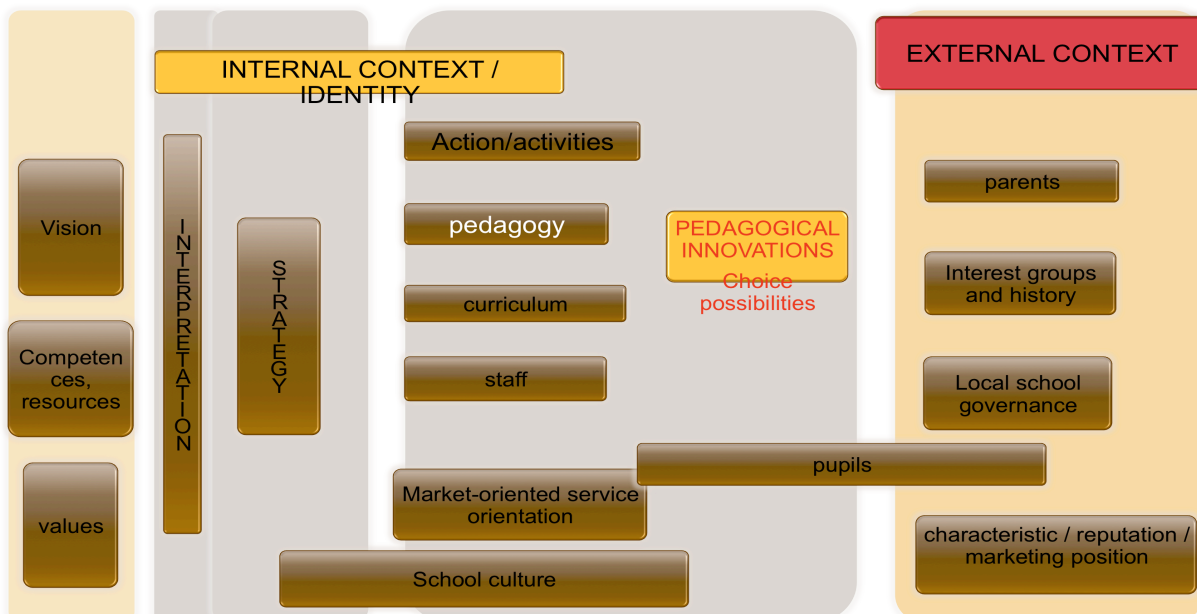 INTERNAL CONTEXT /
IDENTITY
EXTERNAL CONTEXT
Vision
Competen
ces,
resources
values
INTERPRETATION
STRATEGY
Action/activities
pedagogy
curriculum
staff
Market-oriented service
orientation
School culture
PEDAGOGICAL
INNOVATIONS
Choice
possibilities
pupils
parents
Interest groups
and history
Local school
governance
characteristic / reputation /
marketing position